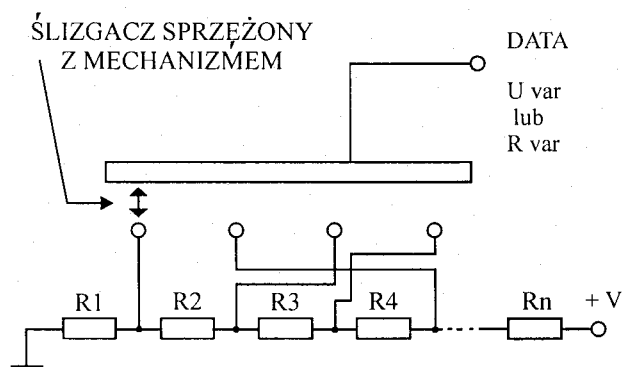 ŚLIZGACZ SPRZĘŻONY
Z MECHANIZMEM
DATA
U var
lub
R var
R1
R2
R3
R4
Rn
+ V